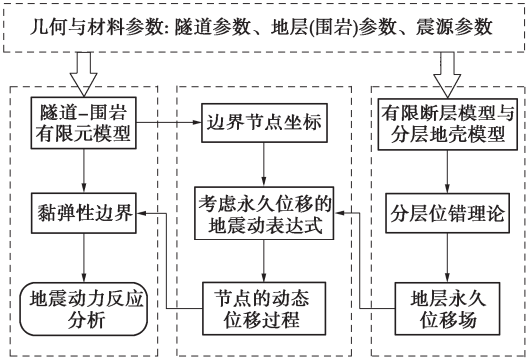 几何与材料参数: 隧道参数、地层(围岩)参数、震源参数
隧道-围岩
有限元模型
黏弹性边界
地震动力反应
分析
边界节点坐标
考虑永久位移的
地震动表达式
节点的动态
位移过程
有限断层模型与
分层地壳模型
分层位错理论
地层永久
位移场